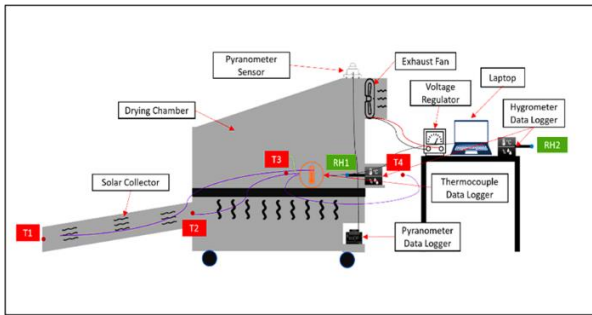 Pyranometer
Sensor
Exhaust Fan
Voltage
Regulator
Laptop
Hygrometer
Data Logger
Drying Chamber
RH2
T3
RH1
T4
Solar Collector
Thermocouple
Data Logger
T1
T2
Pyranometer
Data Logger